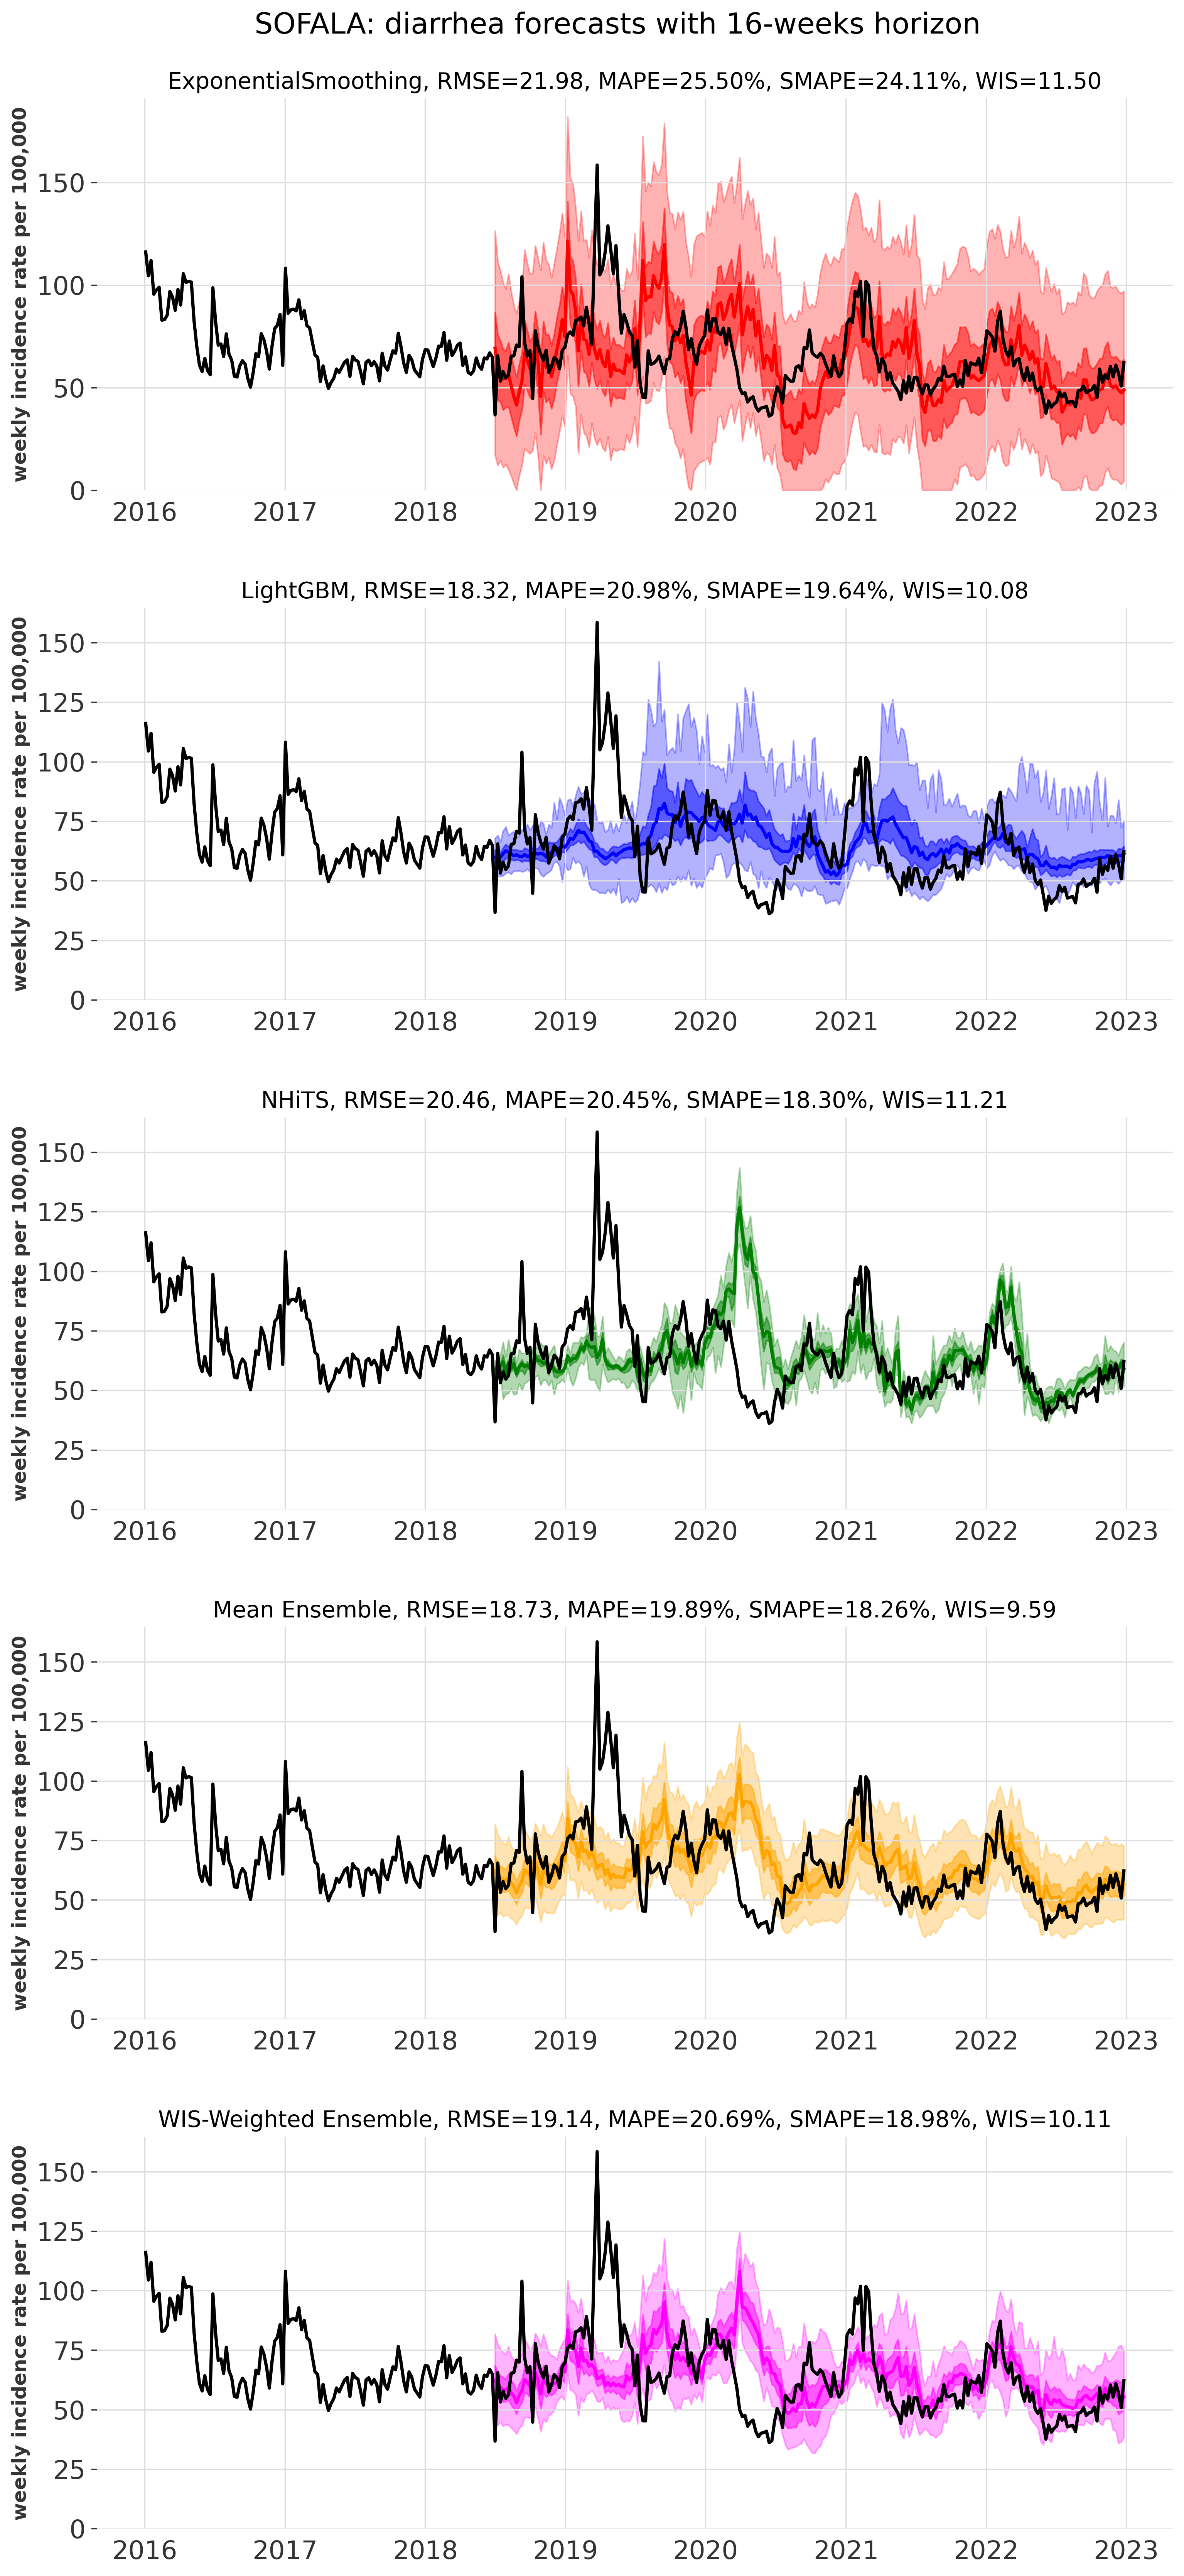 SOFALA: diarrhea forecasts with 16-weeks horizon
ExponentialSmoothing, RMSE=21.98, MAPE=25.50%, SMAPE=24.11%, WIS=11.50
weekly incidence rate per 100,000
150
100
50
0
2016 2017 2018 2019 2020 2021 2022 2023
LightGBM, RMSE=18.32, MAPE=20.98%, SMAPE=19.64%, WIS=10.08
weekly incidence rate per 100,000
150
125
100
75
50
25
0
2016 2017 2018 2019 2020 2021 2022 2023
NHiTS, RMSE=20.46, MAPE=20.45%, SMAPE=18.30%, WIS=11.21
weekly incidence rate per 100,000
150
125
100
75
50
25
0
2016 2017 2018 2019 2020 2021 2022 2023
Mean Ensemble, RMSE=18.73, MAPE=19.89%, SMAPE=18.26%, WIS=9.59
weekly incidence rate per 100,000
150
125
100
75
50
25
0
2016 2017 2018 2019 2020 2021 2022 2023
WIS-Weighted Ensemble, RMSE=19.14, MAPE=20.69%, SMAPE=18.98%, WIS=10.11
weekly incidence rate per 100,000
150
125
100
75
50
25
0
2016 2017 2018 2019 2020 2021 2022 2023